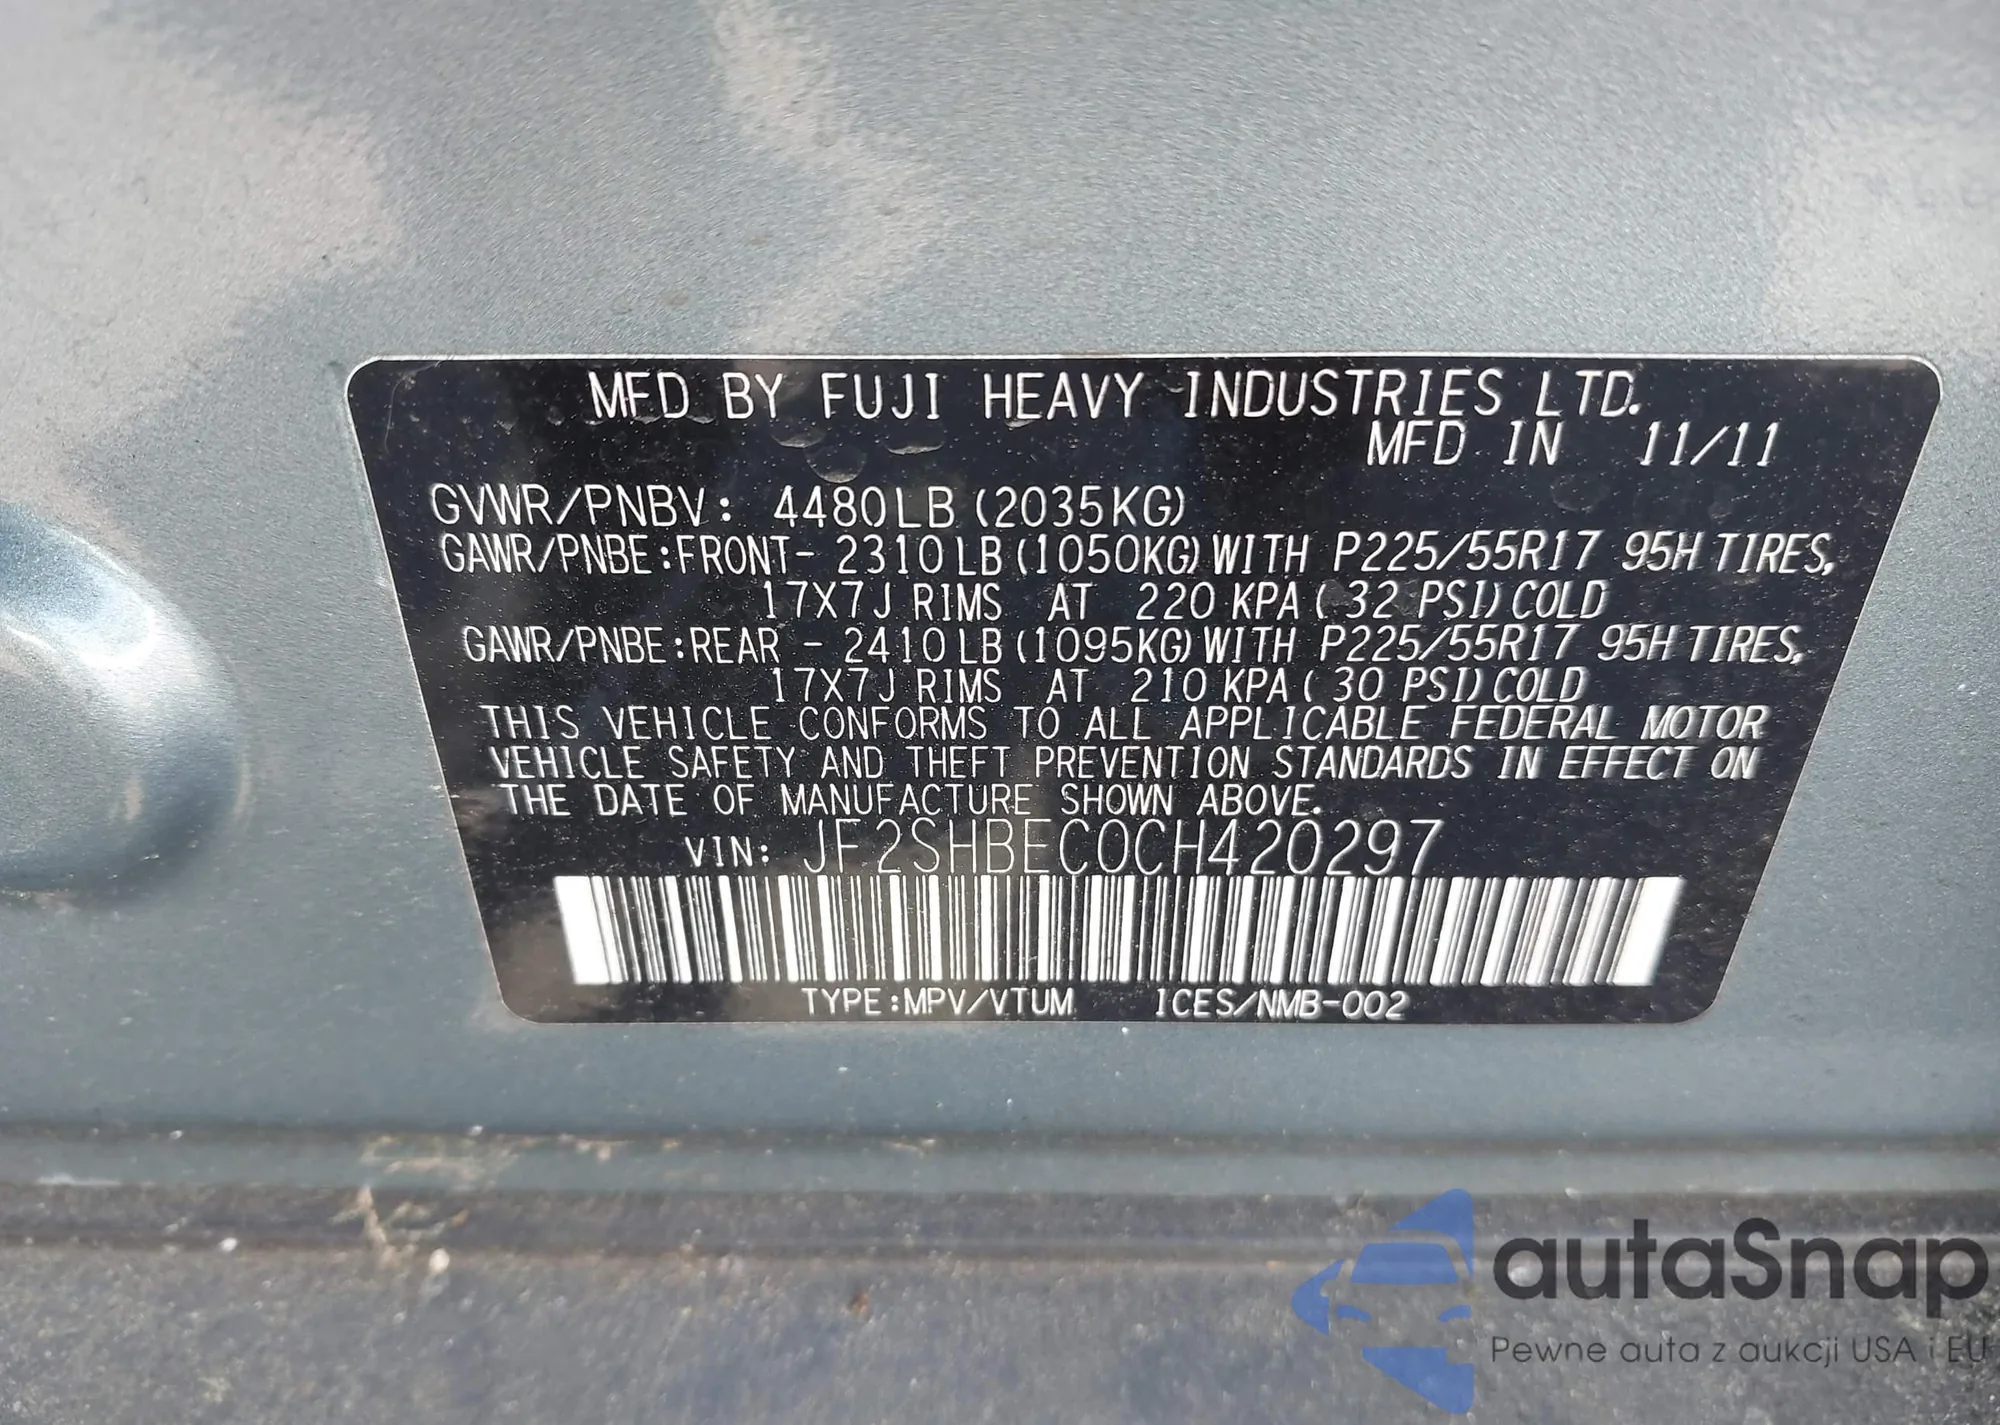 MFD BY FUJI HEAVY INDUSTRIES LTD.
MFD IN 11/11
GVWR/PNBV: 4480LB (2035KG)
GAWR/PNBE:FRONT- 2310LB (1050KG) WITH P225/55R17 95H TIRES,
17X7J RIMS AT 220 KPA ( 32 PSI) COLD
GAWR/PNBE:REAR - 2410LB (1095KG) WITH P225/55R17 95H TIRES,
17X7J RIMS AT 210 KPA ( 30 PSI) COLD
THIS VEHICLE CONFORMS TO ALL APPLICABLE FEDERAL MOTOR
VEHICLE SAFETY AND THEFT PREVENTION STANDARDS IN EFFECT ON
THE DATE OF MANUFACTURE SHOWN ABOVE.
VIN: JF2SHBEC0CH420297
TYPE:MPV/VTUM ICES/NMB-002
autaSnap
Pewne auta z aukcji USA i EU